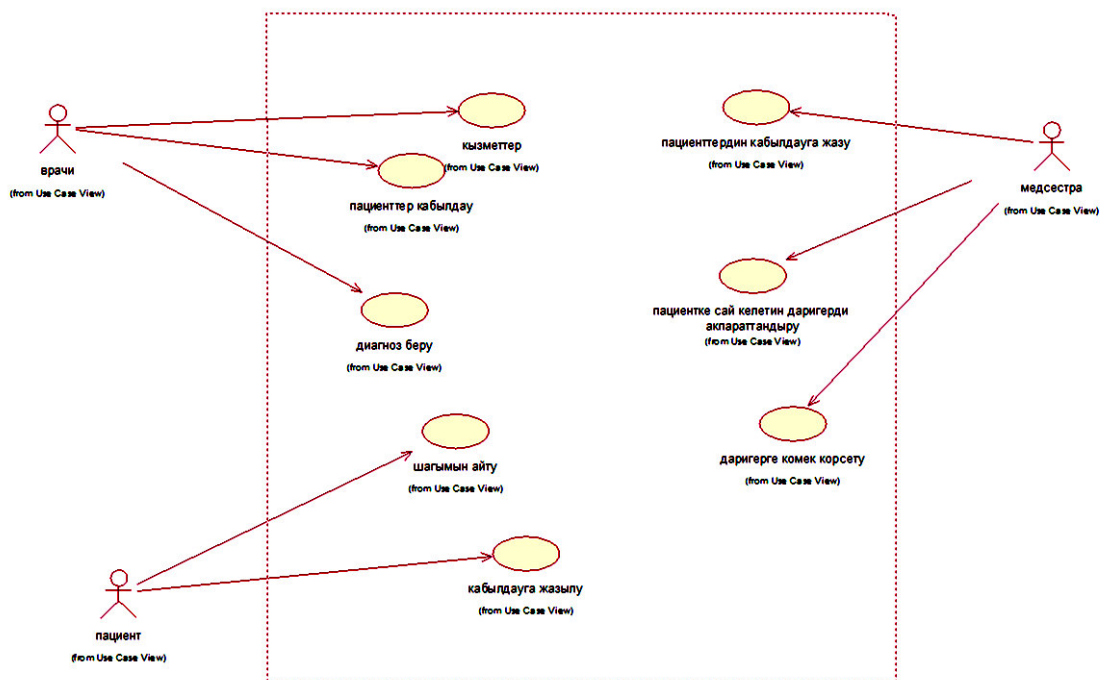 кызметтер
(from Use Case View)
врачи
(from Use Case View)
пациенттер кабылдау
(from Use Case View)
диагноз беру
(from Use Case View)
шагымын айту
(from Use Case View)
кабылдауга жазылу
(from Use Case View)
пациент
(from Use Case View)
пациенттердин кабылдауга жазу
(from Use Case View)
медсестра
(from Use Case View)
пациентке сай келетин даригерди
акпараттандыру
(from Use Case View)
даригерге комек корсету
(from Use Case View)